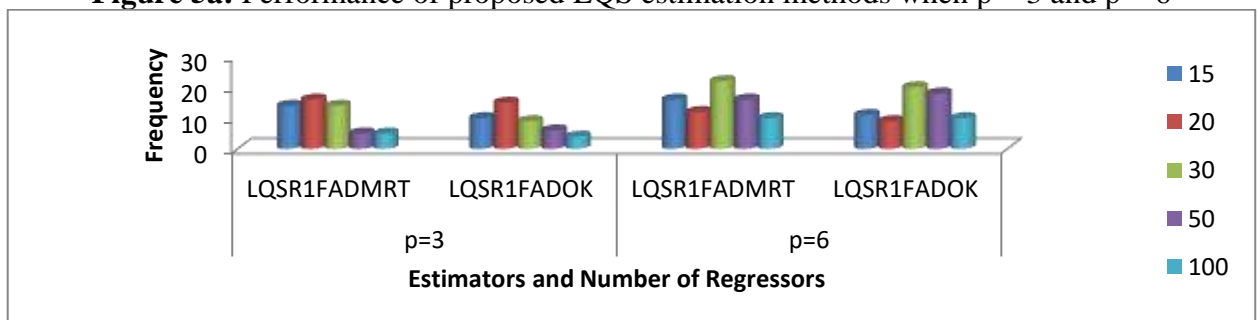 30
20
10
0
Frequency
LQSR1FADMRT LQSR1FADOK LQSR1FADMRT LQSR1FADOK
p=3 p=6
Estimators and Number of Regressors
15
20
30
50
100